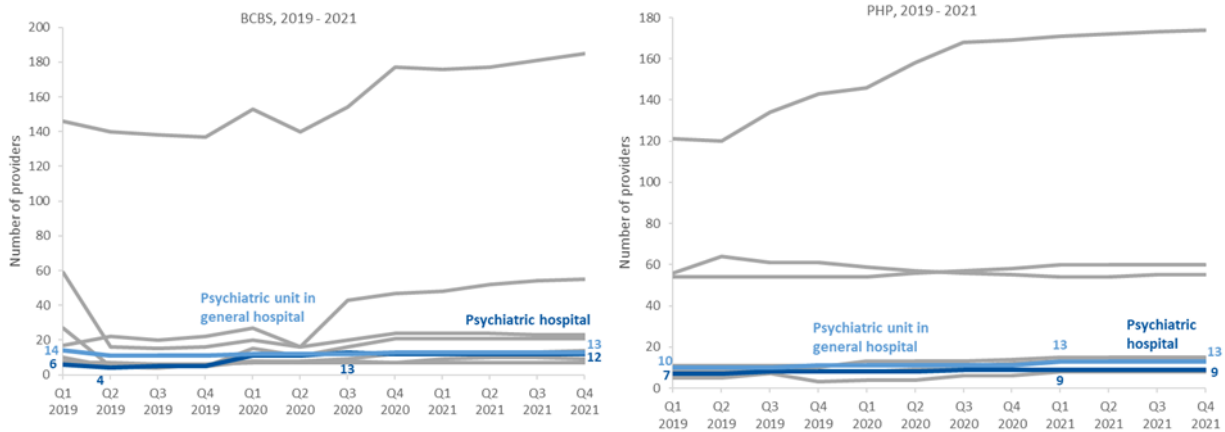 BCBS, 2019 - 2021
Number of providers
200
180
160
140
120
100
80
60
40
20
0
Psychiatric unit in
general hospital
Psychiatric hospital
14
6
4
13
13
12
Q1 Q2 Q3 Q4 Q1 Q2 Q3 Q4 Q1 Q2 Q3 Q4
2019 2019 2019 2019 2020 2020 2020 2020 2021 2021 2021 2021
PHP, 2019 - 2021
Number of providers
180
160
140
120
100
80
60
40
20
0
Psychiatric unit in
general hospital
Psychiatric
hospital
10
7
13
9
13
9
Q1 Q2 Q3 Q4 Q1 Q2 Q3 Q4 Q1 Q2 Q3 Q4
2019 2019 2019 2019 2020 2020 2020 2020 2021 2021 2021 2021